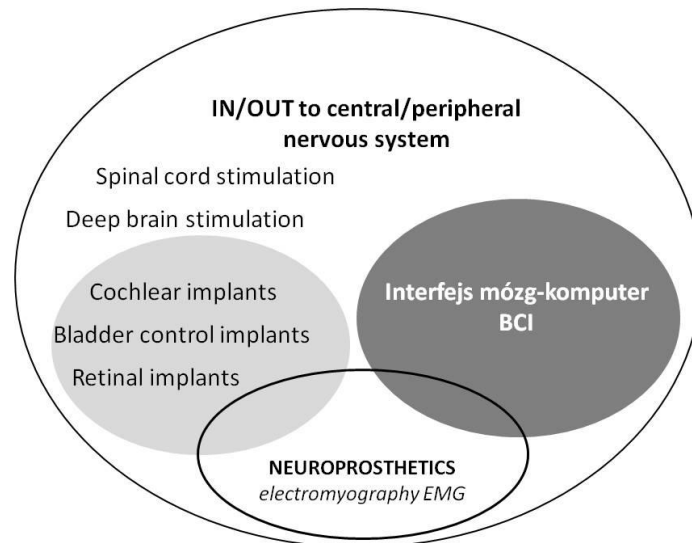 IN/OUT to central/peripheral
nervous system
Spinal cord stimulation
Deep brain stimulation
Cochlear implants
Bladder control implants
Retinal implants
Interfejs mózg-komputer
BCI
NEUROPROSTHETICS
electromyography EMG